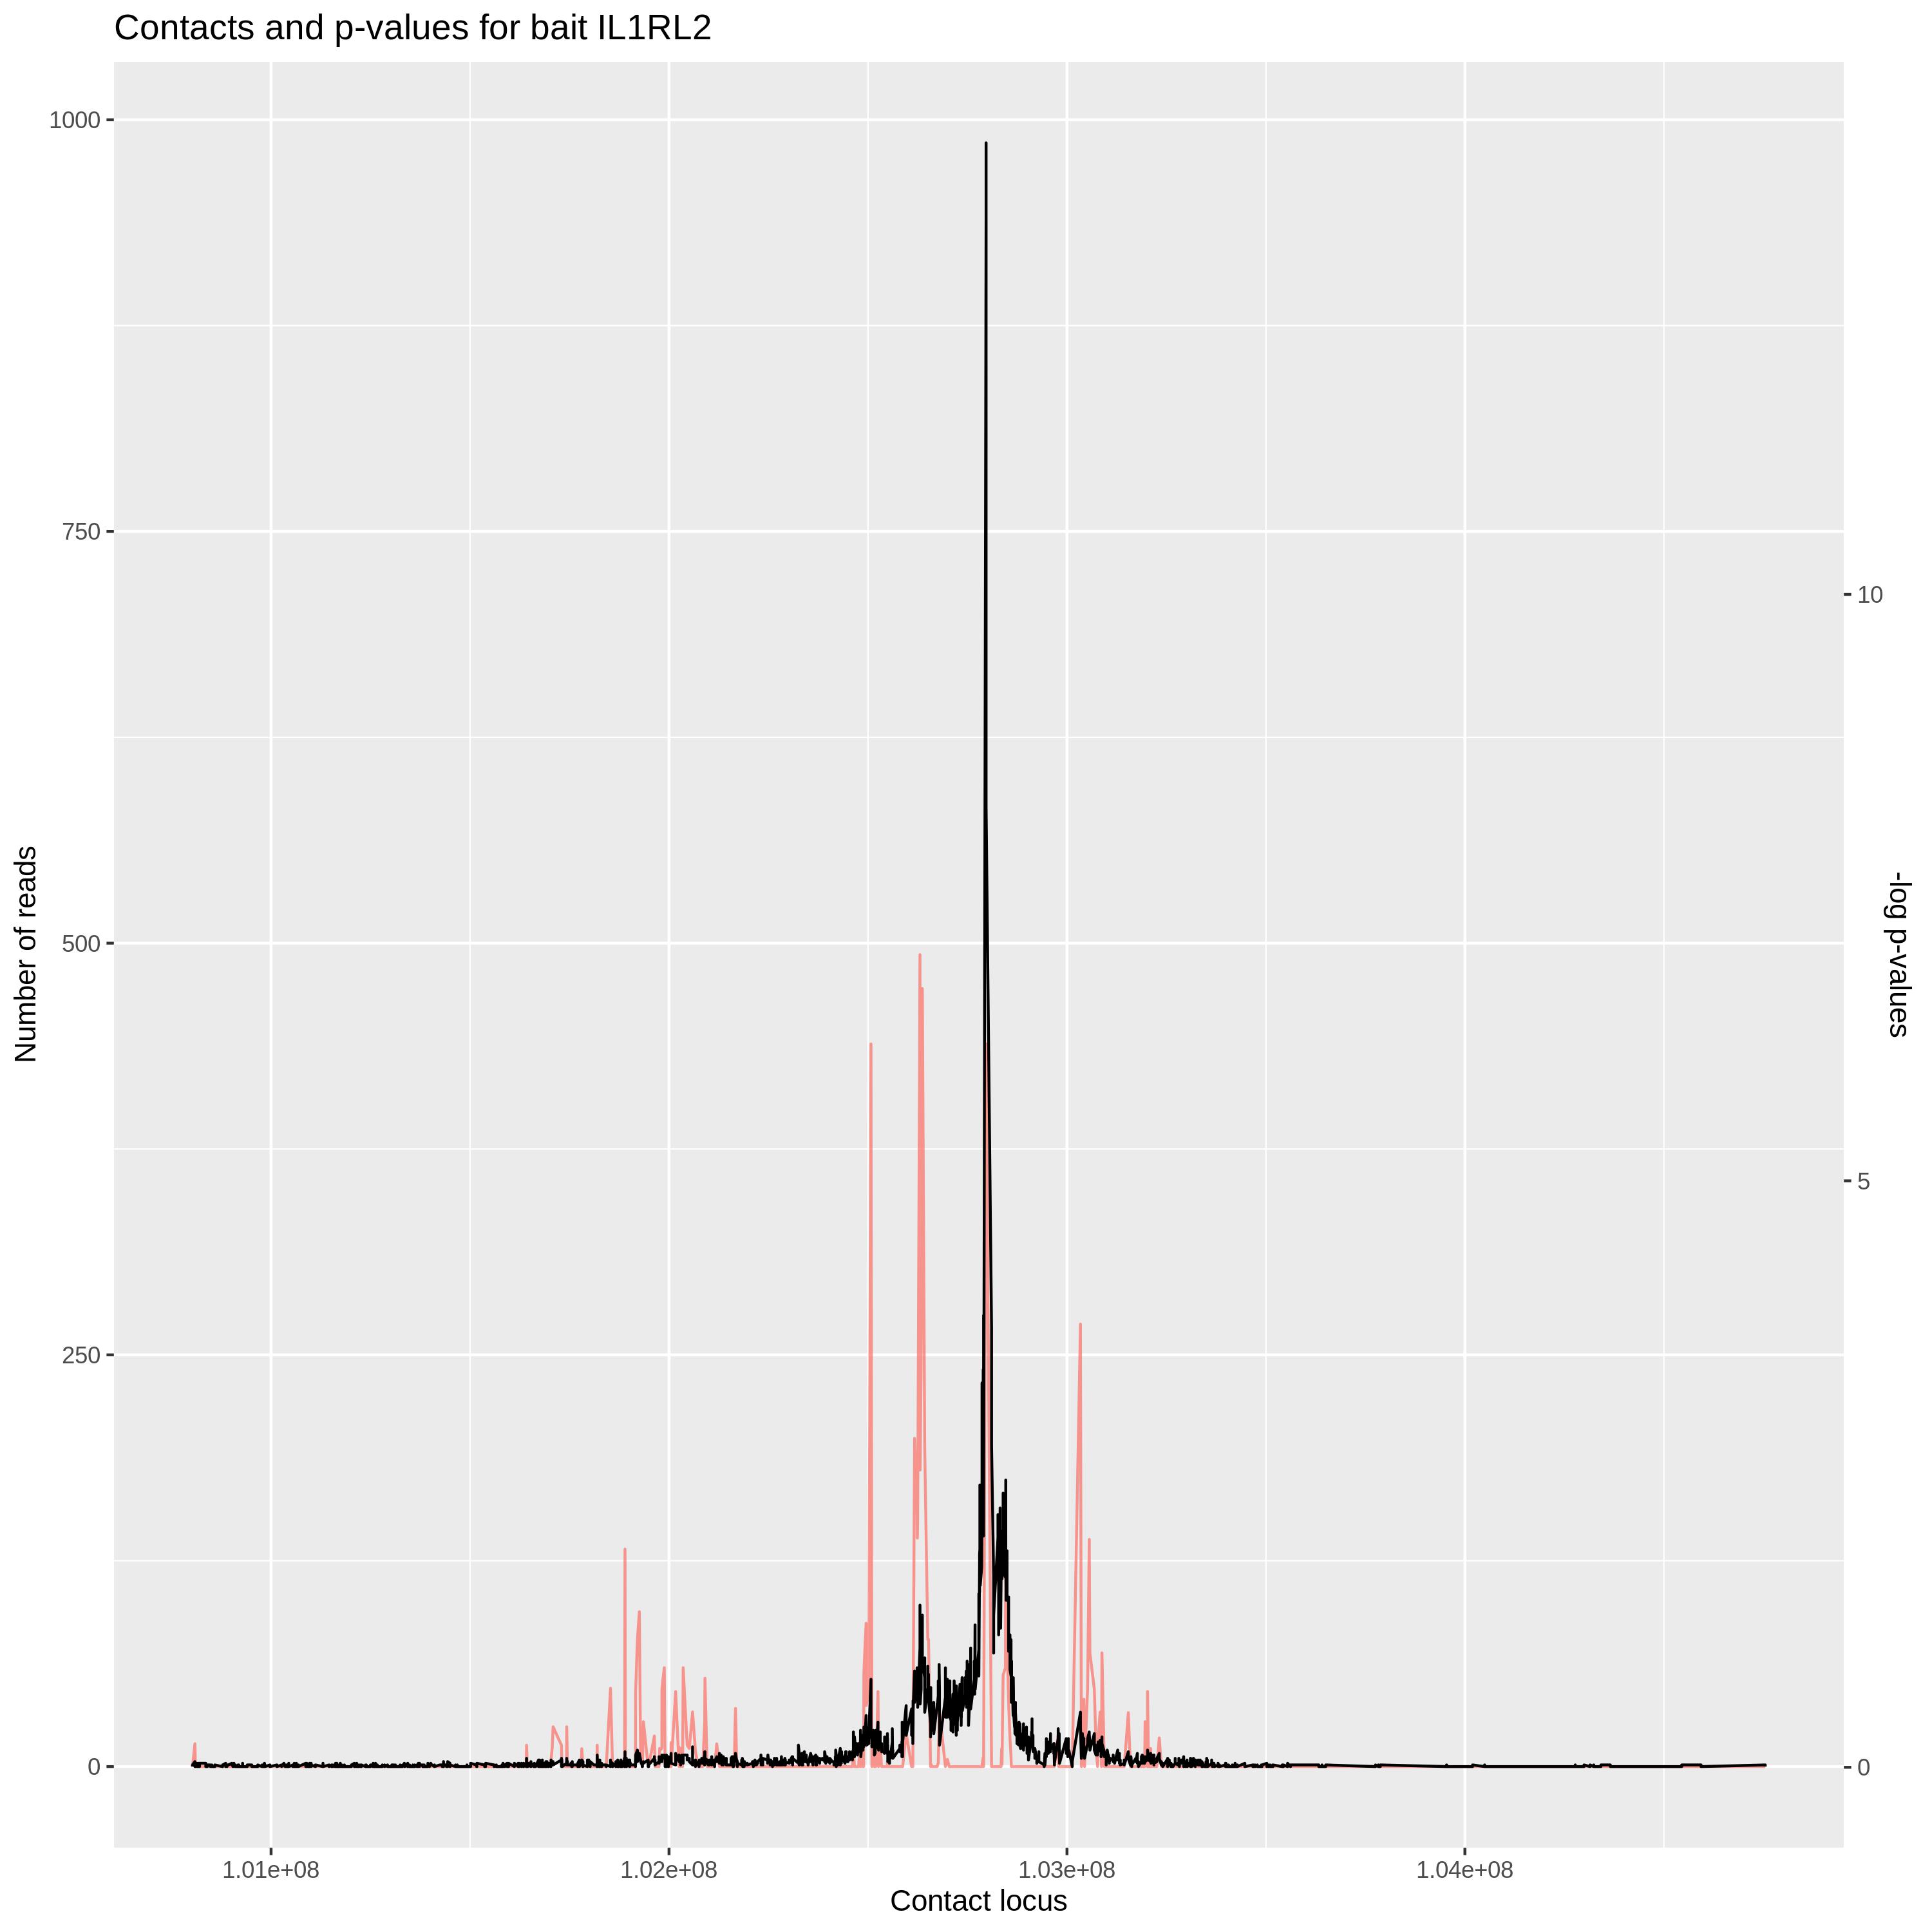 Contacts and p-values for bait IL1RL2
1000
750
500
250
0
Number of reads
10
5
0
-log p-values
1.01e+08
1.02e+08
1.03e+08
1.04e+08
Contact locus